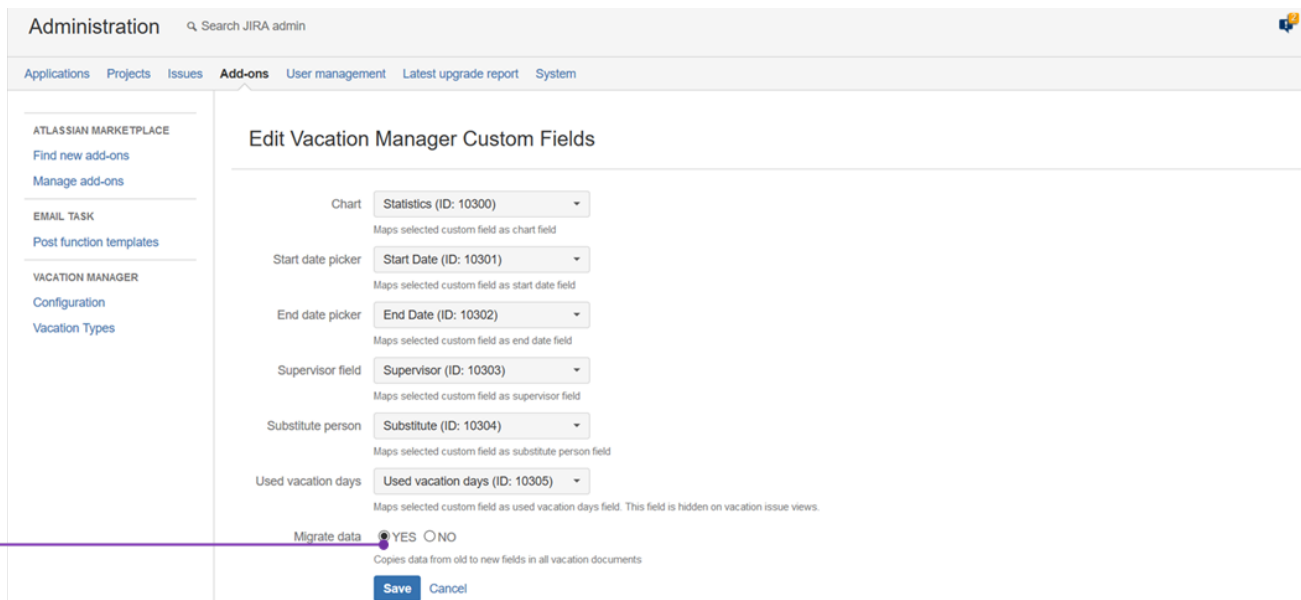 Administration
Search JIRA admin
Applications Projects Issues Add-ons User management Latest upgrade report System
ATLASSIAN MARKETPLACE
Find new add-ons
Manage add-ons
EMAIL TASK
Post function templates
VACATION MANAGER
Configuration
Vacation Types
Edit Vacation Manager Custom Fields
Chart Statistics (ID: 10300)
Maps selected custom field as chart field
Start date picker Start Date (ID: 10301)
Maps selected custom field as start date field
End date picker End Date (ID: 10302)
Maps selected custom field as end date field
Supervisor field Supervisor (ID: 10303)
Maps selected custom field as supervisor field
Substitute person Substitute (ID: 10304)
Maps selected custom field as substitute person field
Used vacation days Used vacation days (ID: 10305)
Maps selected custom field as used vacation days field. This field is hidden on vacation issue views.
Migrate data YES NO
Copies data from old to new fields in all vacation documents
Save Cancel